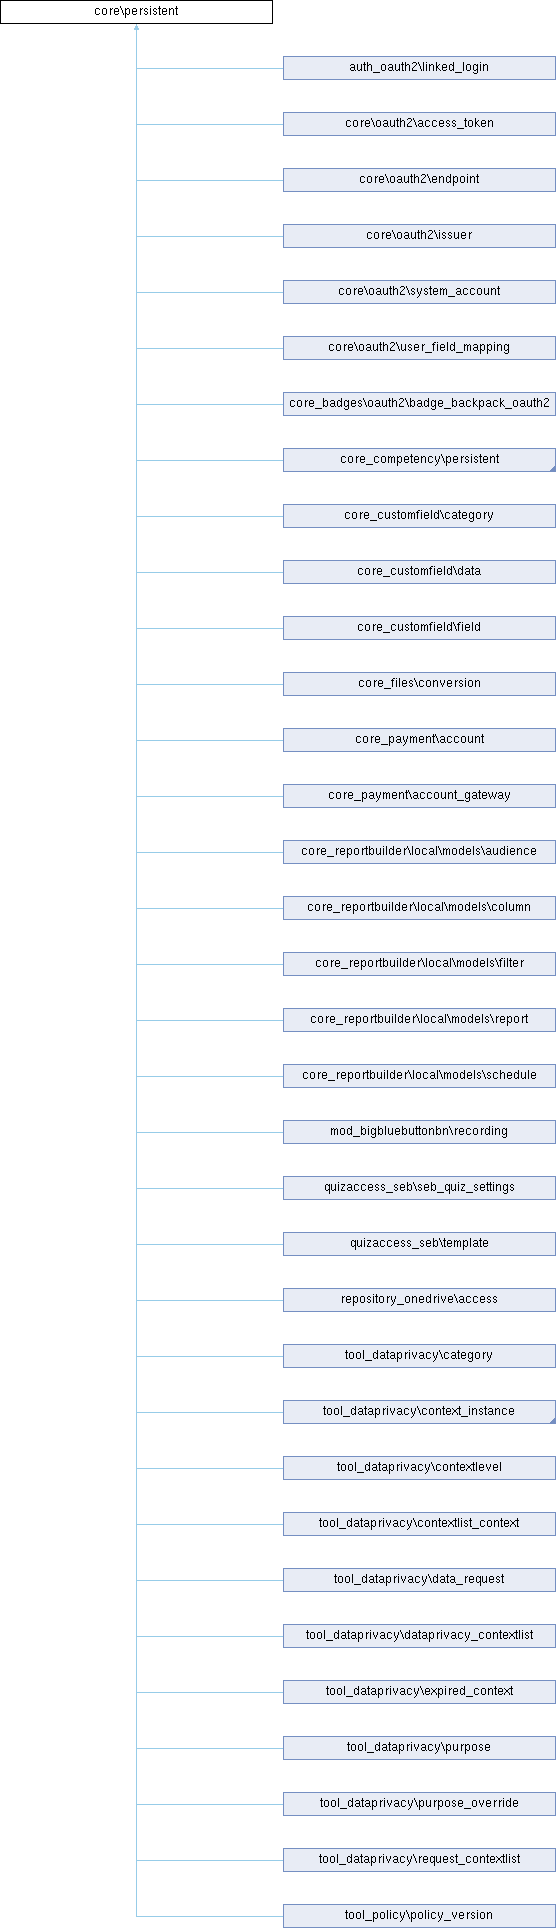 core\persistent
auth_oauth2\linked_login
core\oauth2\access_token
core\oauth2\endpoint
core\oauth2\issuer
core\oauth2\system_account
core\oauth2\user_field_mapping
core_badges\oauth2\badge_backpack_oauth2
core_competency\persistent
core_customfield\category
core_customfield\data
core_customfield\field
core_files\conversion
core_payment\account
core_payment\account_gateway
core_reportbuilder\local\models\audience
core_reportbuilder\local\models\column
core_reportbuilder\local\models\filter
core_reportbuilder\local\models\report
core_reportbuilder\local\models\schedule
mod_bigbluebuttonbn\recording
quizaccess_seb\seb_quiz_settings
quizaccess_seb\template
repository_onedrive\access
tool_dataprivacy\category
tool_dataprivacy\context_instance
tool_dataprivacy\contextlevel
tool_dataprivacy\contextlist_context
tool_dataprivacy\data_request
tool_dataprivacy\dataprivacy_contextlist
tool_dataprivacy\expired_context
tool_dataprivacy\purpose
tool_dataprivacy\purpose_override
tool_dataprivacy\request_contextlist
tool_policy\policy_version